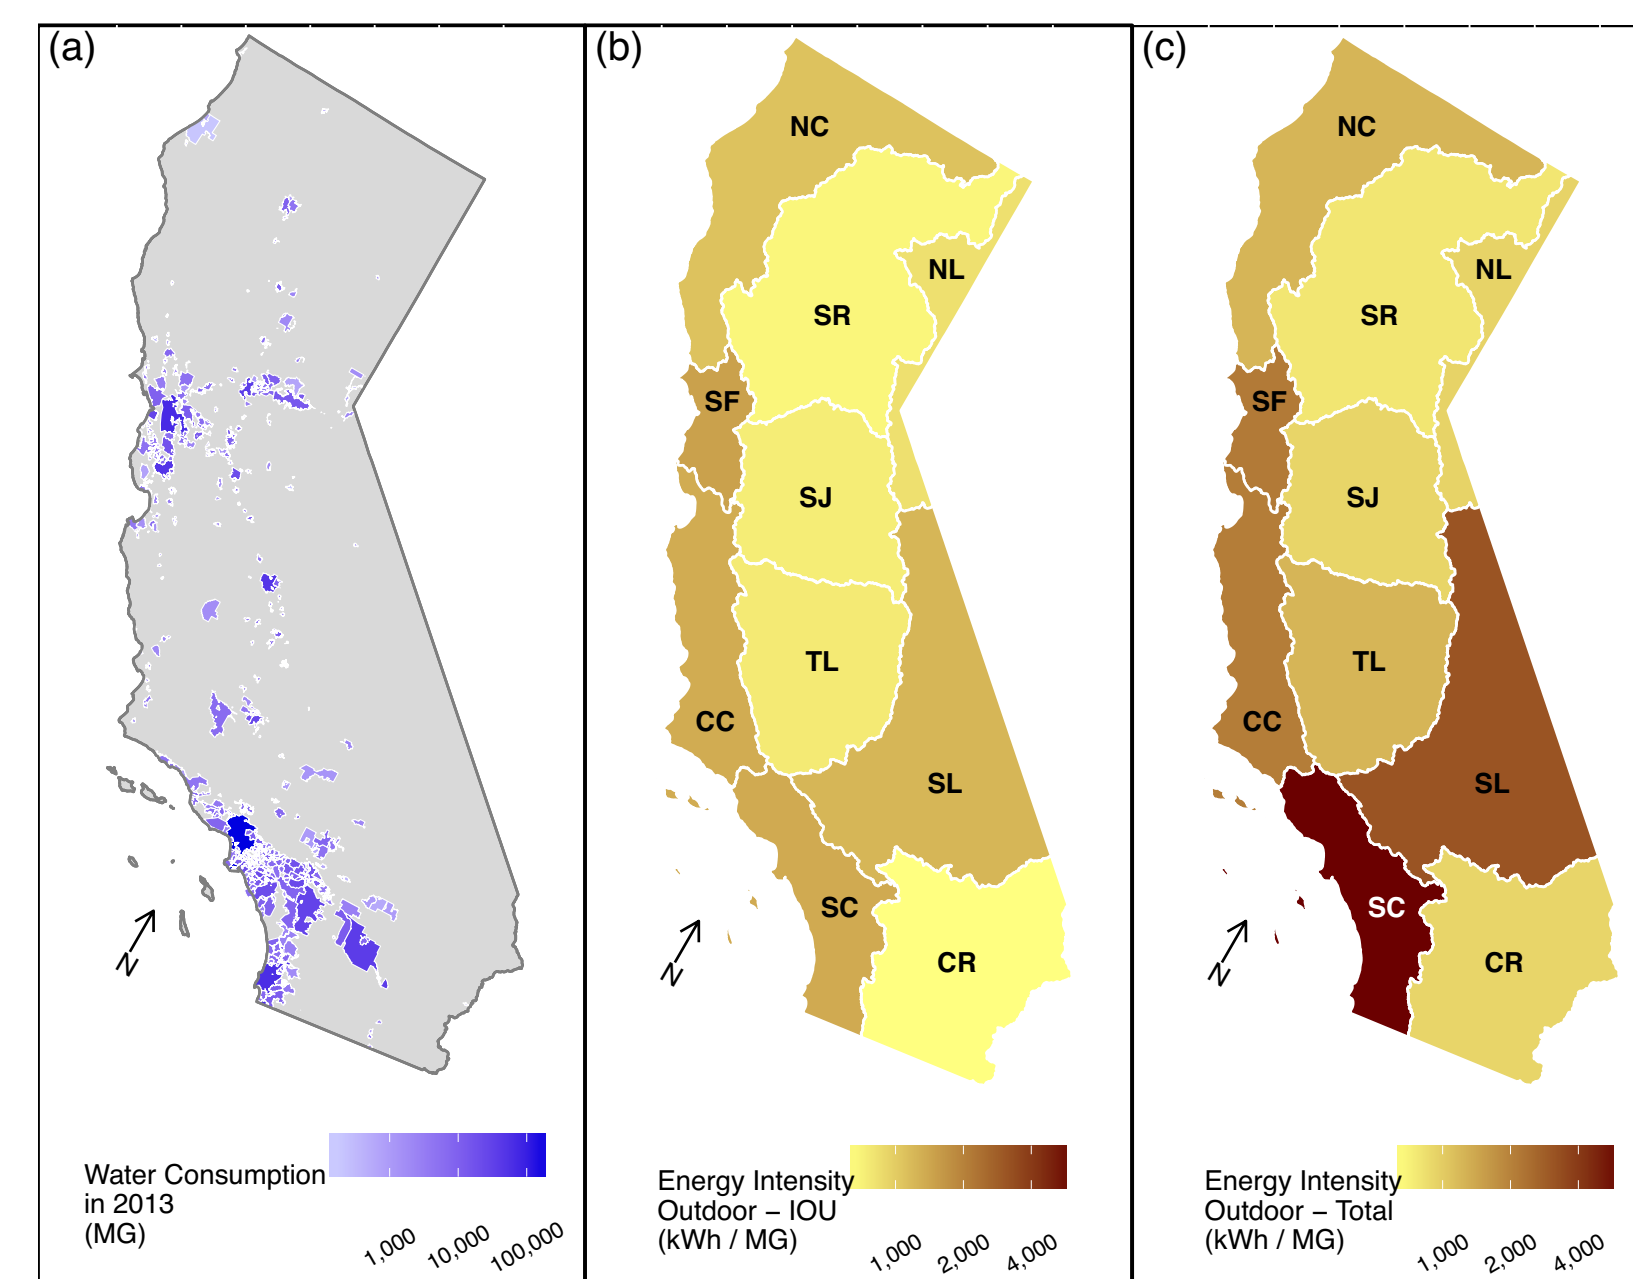 (a)
N
Water Consumption
in 2013
(MG)
1,000 10,000 100,000
(b)
NC
NL
SR
SF
SJ
TL
CC
SL
SC
CR
N
Energy Intensity
Outdoor – IOU
(kWh / MG)
1,000 2,000 4,000
(c)
NC
NL
SR
SF
SJ
TL
CC
SL
SC
CR
N
Energy Intensity
Outdoor – Total
(kWh / MG)
1,000 2,000 4,000